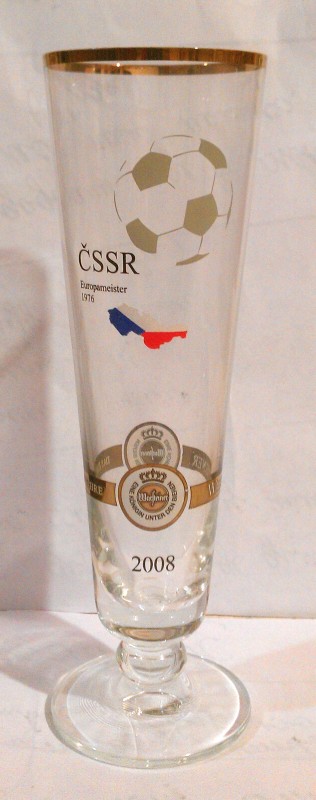 ČSSR
Europameister
1976
Warsteiner
EINE KÖNIGIN UNTER DEN BIEREN
2008